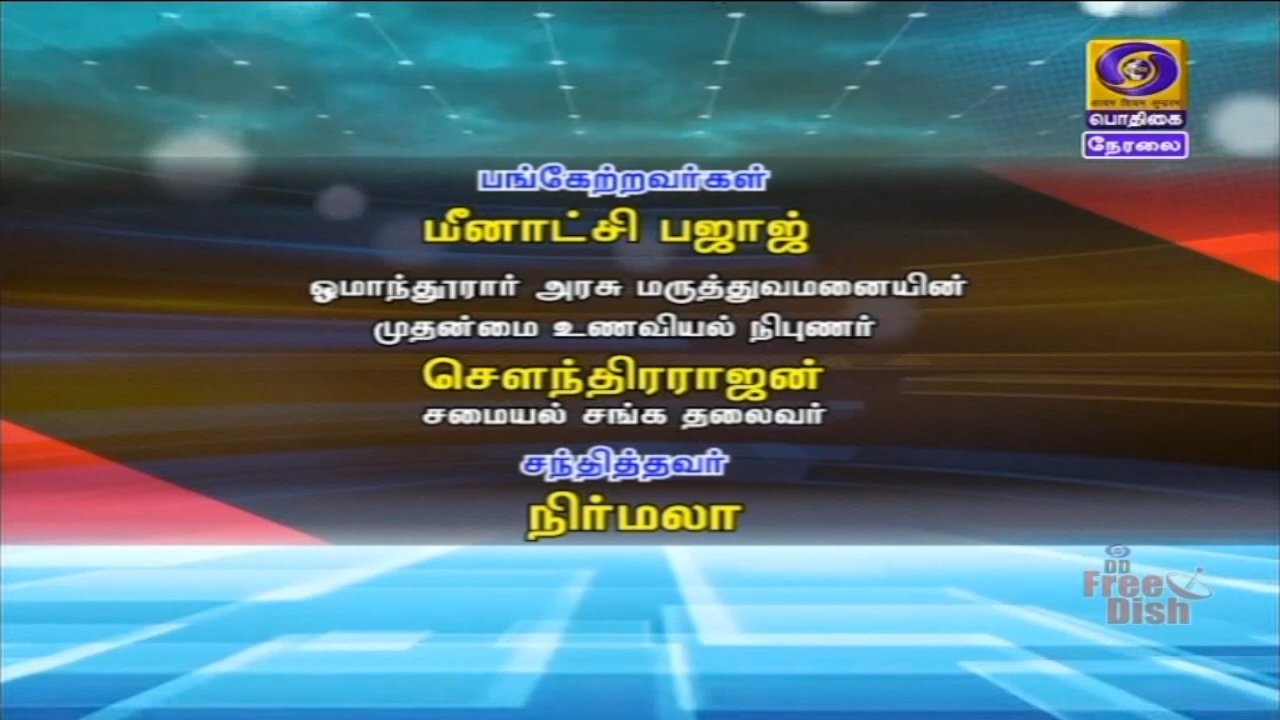 பொதிகை
நேரலை
பங்கேற்றவர்கள்
மீனாட்சி பஜாஜ்
ஓமாந்தூரார் அரசு மருத்துவமனையின்
முதன்மை உணவியல் நிபுணர்
சௌந்திரராஜன்
சமையல் சங்க தலைவர்
சந்தித்தவர்
நிர்மலா
DD
Free
Dish